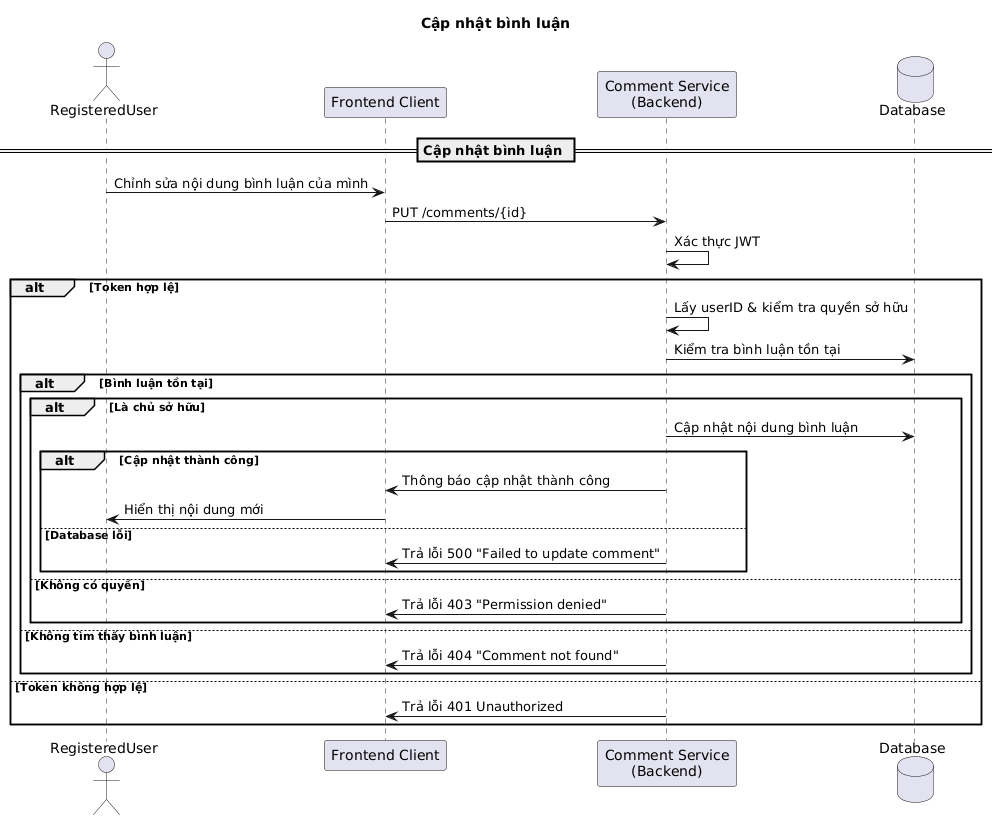 Cập nhật bình luận
RegisteredUser
Frontend Client
Comment Service
(Backend)
Database
Cập nhật bình luận
Chỉnh sửa nội dung bình luận của mình
PUT /comments/{id}
Xác thực JWT
alt [Token hợp lệ]
Lấy userID & kiểm tra quyền sở hữu
Kiểm tra bình luận tồn tại
alt [Bình luận tồn tại]
alt [Là chủ sở hữu]
Cập nhật nội dung bình luận
alt [Cập nhật thành công]
Thông báo cập nhật thành công
Hiển thị nội dung mới
[Database lỗi]
Trả lỗi 500 "Failed to update comment"
[Không có quyền]
Trả lỗi 403 "Permission denied"
[Không tìm thấy bình luận]
Trả lỗi 404 "Comment not found"
[Token không hợp lệ]
Trả lỗi 401 Unauthorized
RegisteredUser
Frontend Client
Comment Service
(Backend)
Database